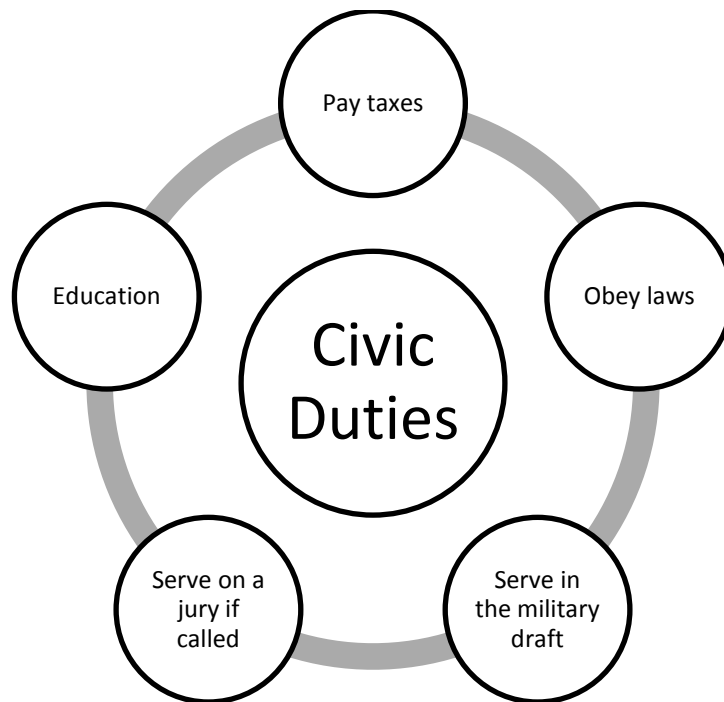 Pay taxes
Education
Obey laws
Civic
Duties
Serve on a
jury if
called
Serve in
the military
draft